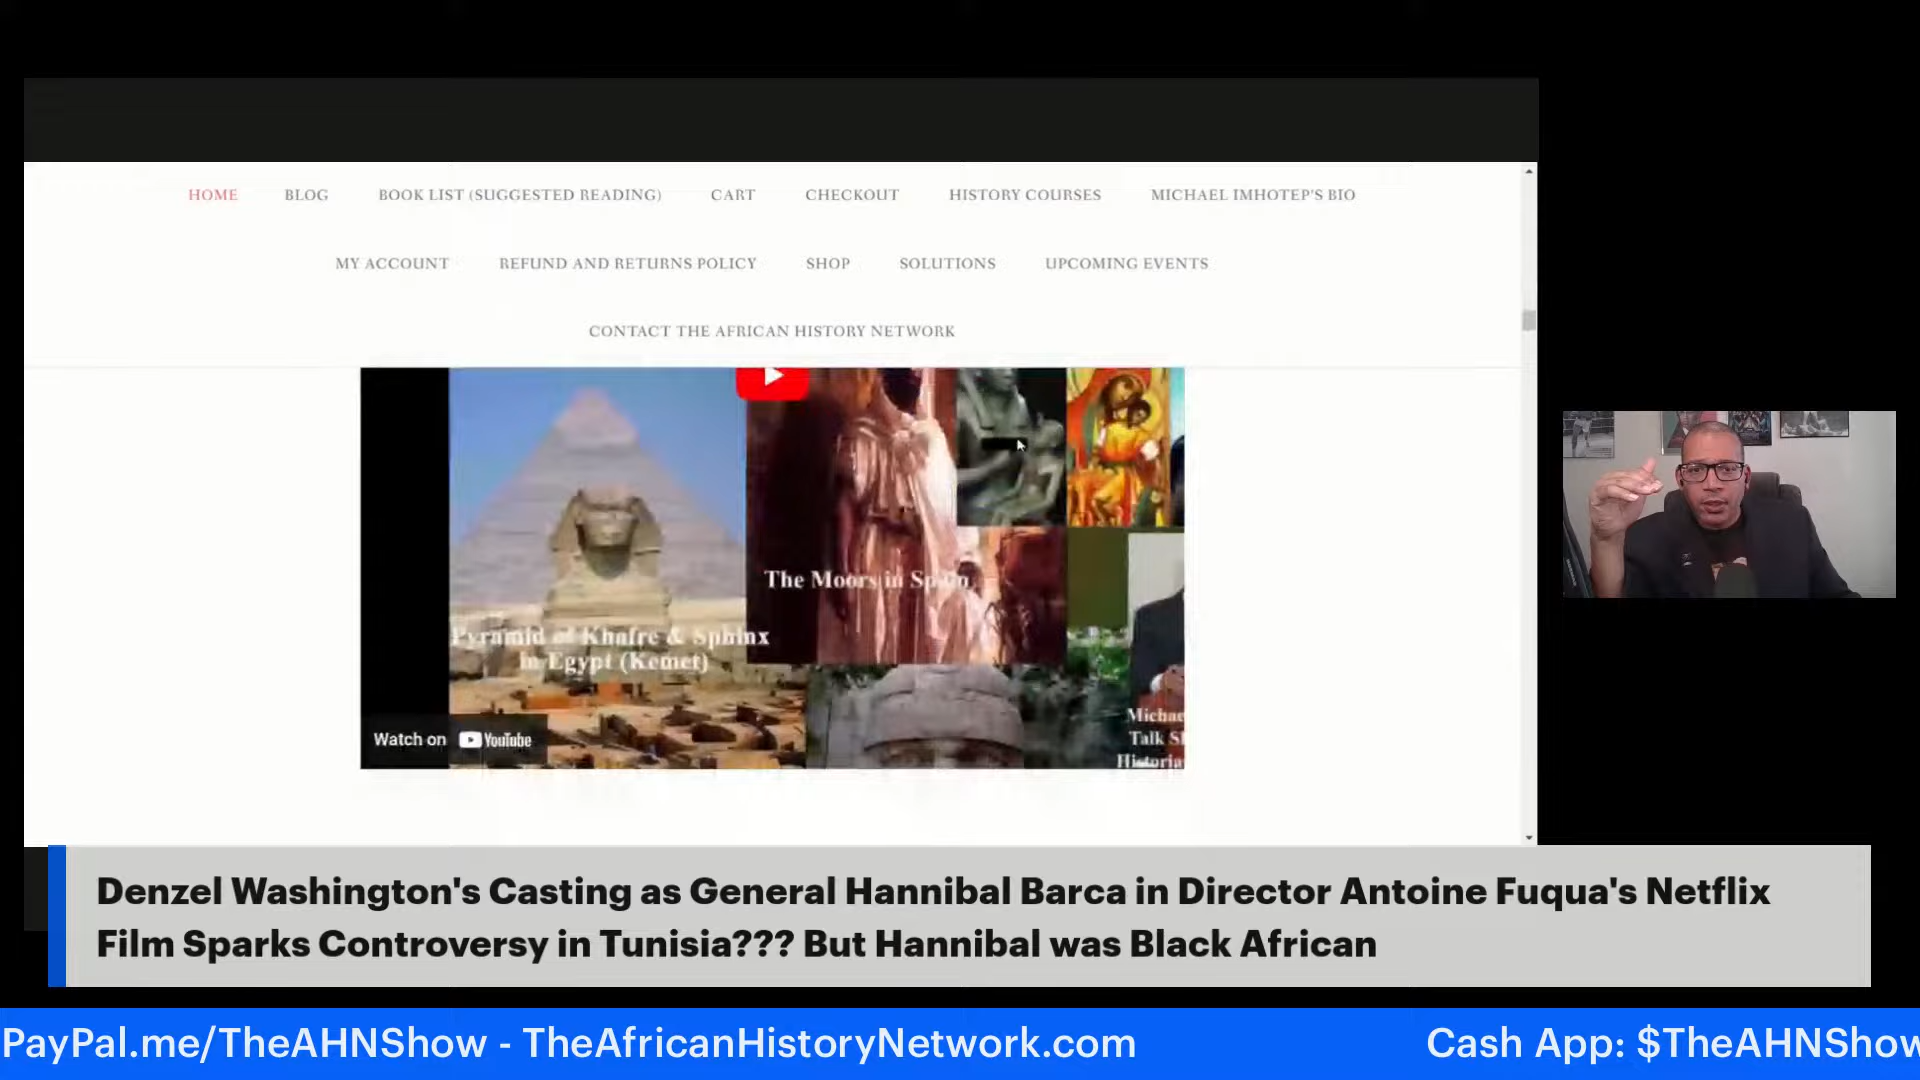 HOME BLOG BOOK LIST (SUGGESTED READING) CART CHECKOUT HISTORY COURSES MICHAEL IMHOTEP'S BIO
MY ACCOUNT REFUND AND RETURNS POLICY SHOP SOLUTIONS UPCOMING EVENTS
CONTACT THE AFRICAN HISTORY NETWORK
The Moors in Spain
Pyramid of Khafre & Sphinx
in Egypt (Kemet)
Michae
Talk S
Historia
Watch on YouTube
Denzel Washington's Casting as General Hannibal Barca in Director Antoine Fuqua's Netflix
Film Sparks Controversy in Tunisia??? But Hannibal was Black African
PayPal.me/TheAHNShow - TheAfricanHistoryNetwork.com Cash App: $TheAHNShow